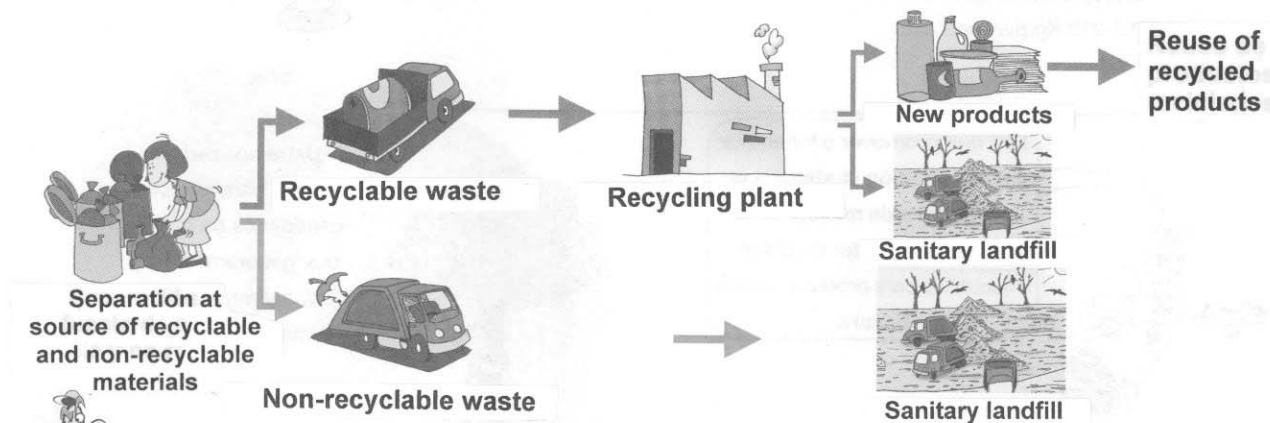 Separation at
source of recyclable
and non-recyclable
materials
Recyclable waste
Non-recyclable waste
Recycling plant
New products
Sanitary landfill
Sanitary landfill
Reuse of
recycled
products